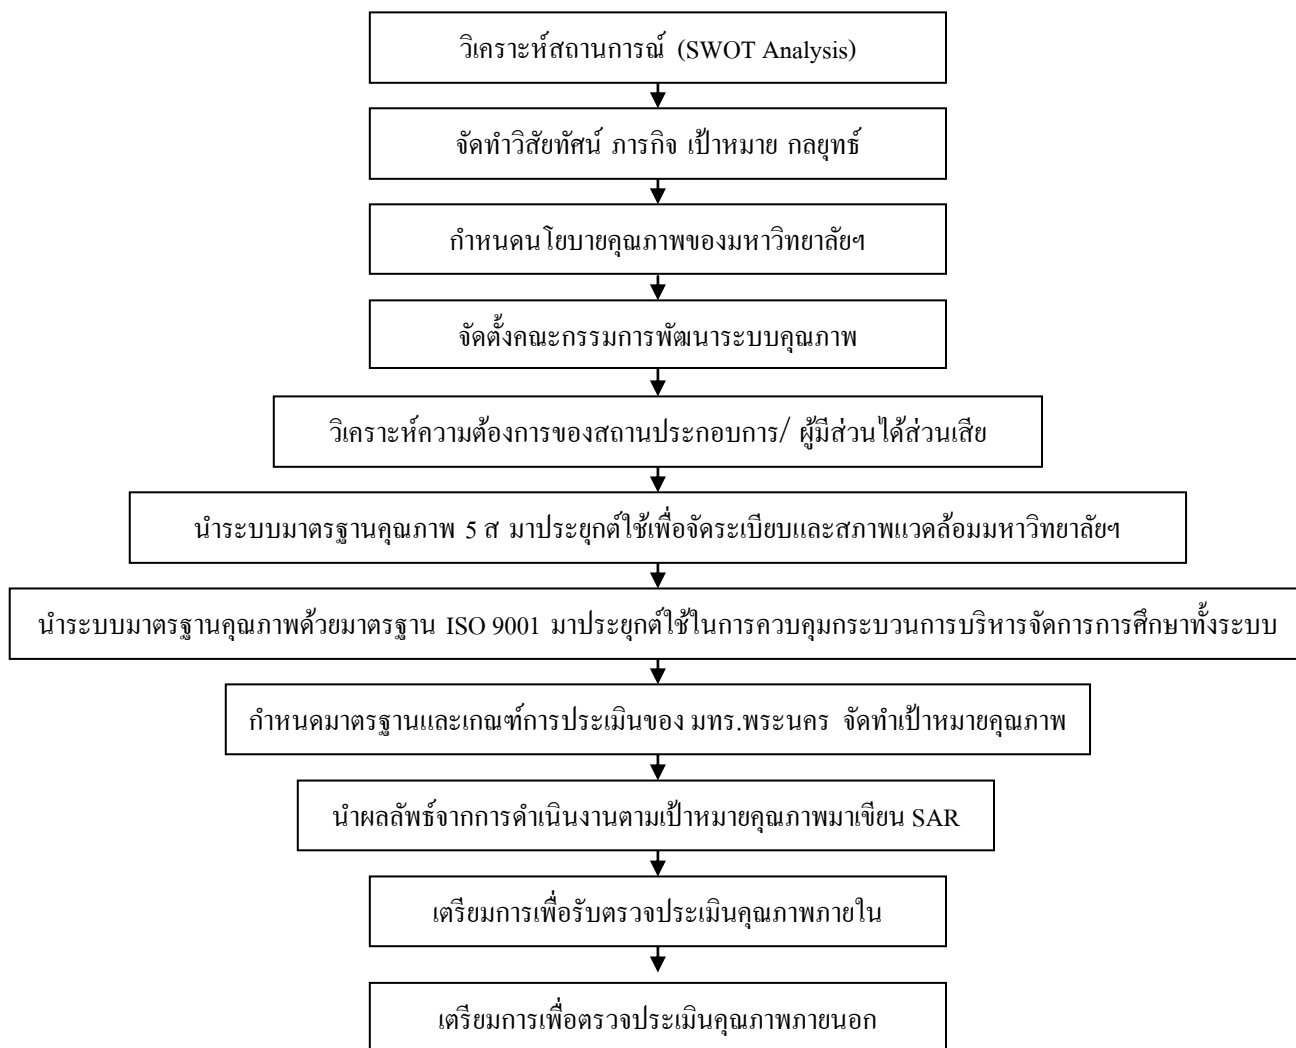 วิเคราะห์สถานการณ์ (SWOT Analysis)
จัดทำวิสัยทัศน์ ภารกิจ เป้าหมาย กลยุทธ์
กำหนดนโยบายคุณภาพของมหาวิทยาลัยฯ
จัดตั้งคณะกรรมการพัฒนาระบบคุณภาพ
วิเคราะห์ความต้องการของสถานประกอบการ/ ผู้มีส่วนได้ส่วนเสีย
นำระบบมาตรฐานคุณภาพ 5 ส มาประยุกต์ใช้เพื่อจัดระเบียบและสภาพแวดล้อมมหาวิทยาลัยฯ
นำระบบมาตรฐานคุณภาพด้วยมาตรฐาน ISO 9001 มาประยุกต์ใช้ในการควบคุมกระบวนการบริหารจัดการการศึกษาทั้งระบบ
กำหนดมาตรฐานและเกณฑ์การประเมินของ มทร.พระนคร จัดทำเป้าหมายคุณภาพ
นำผลลัพธ์จากการดำเนินงานตามเป้าหมายคุณภาพมาเขียน SAR
เตรียมการเพื่อรับตรวจประเมินคุณภาพภายใน
เตรียมการเพื่อตรวจประเมินคุณภาพภายนอก